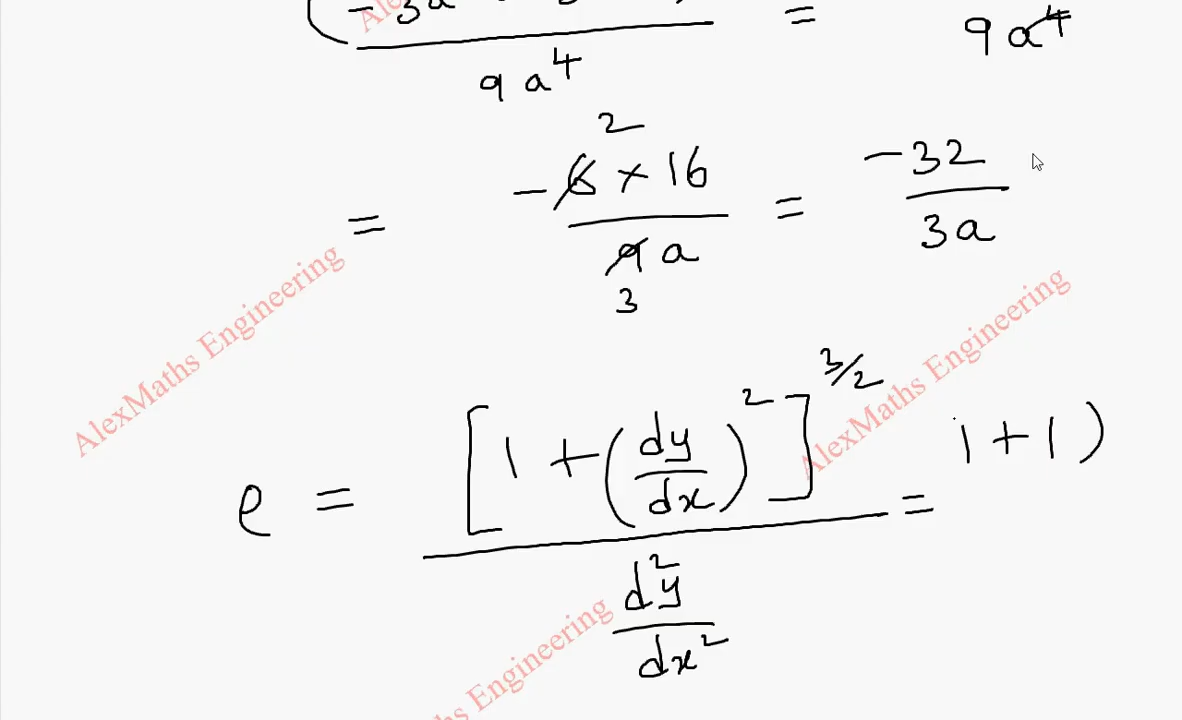 - 3a =
9a⁴ 9a⁴
2
= - 6 × 16 / 9a = -32 / 3a
3
ρ = [1 + (dy/dx)²]^3/2 / d²y/dx² = 1 + 1)
AlexMaths Engineering
AlexMaths Engineering
AlexMaths Engineering